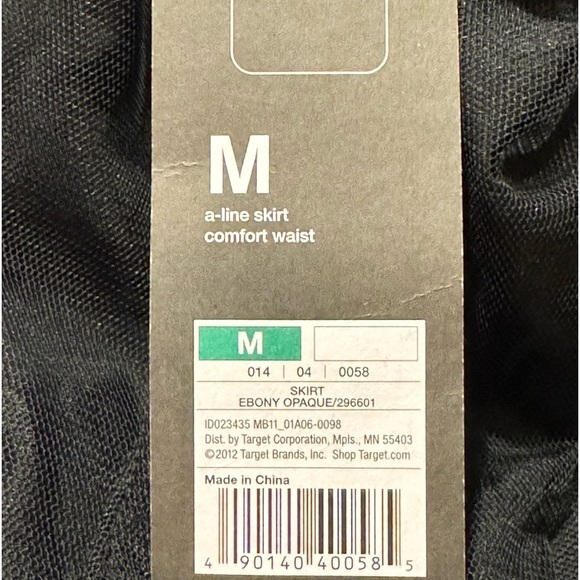 M
a-line skirt
comfort waist
M
014 | 04 | 0058
SKIRT
EBONY OPAQUE/296601
ID023435 MB11_01A06-0098
Dist. by Target Corporation, Mpls., MN 55403
©2012 Target Brands, Inc. Shop Target.com
Made in China
4 90140 40058 5